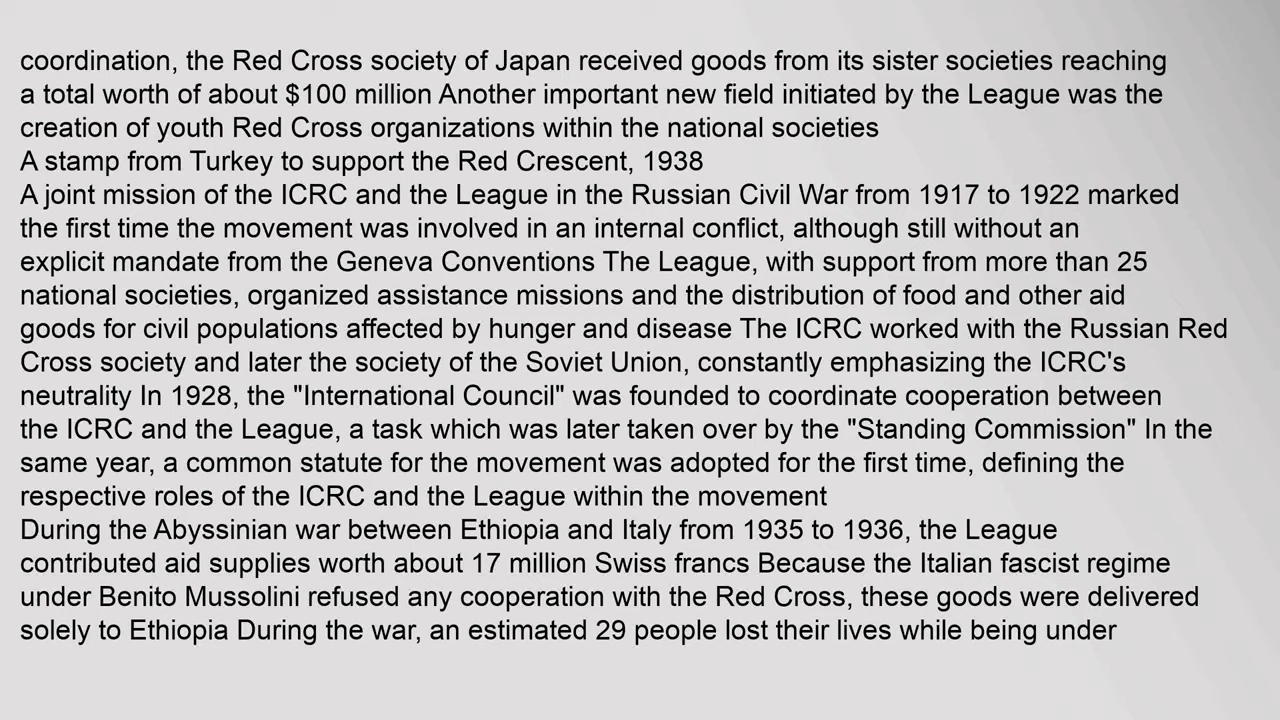 coordination, the Red Cross society of Japan received goods from its sister societies reaching
a total worth of about $100 million Another important new field initiated by the League was the
creation of youth Red Cross organizations within the national societies
A stamp from Turkey to support the Red Crescent, 1938
A joint mission of the ICRC and the League in the Russian Civil War from 1917 to 1922 marked
the first time the movement was involved in an internal conflict, although still without an
explicit mandate from the Geneva Conventions The League, with support from more than 25
national societies, organized assistance missions and the distribution of food and other aid
goods for civil populations affected by hunger and disease The ICRC worked with the Russian Red
Cross society and later the society of the Soviet Union, constantly emphasizing the ICRC's
neutrality In 1928, the "International Council" was founded to coordinate cooperation between
the ICRC and the League, a task which was later taken over by the "Standing Commission" In the
same year, a common statute for the movement was adopted for the first time, defining the
respective roles of the ICRC and the League within the movement
During the Abyssinian war between Ethiopia and Italy from 1935 to 1936, the League
contributed aid supplies worth about 17 million Swiss francs Because the Italian fascist regime
under Benito Mussolini refused any cooperation with the Red Cross, these goods were delivered
solely to Ethiopia During the war, an estimated 29 people lost their lives while being under